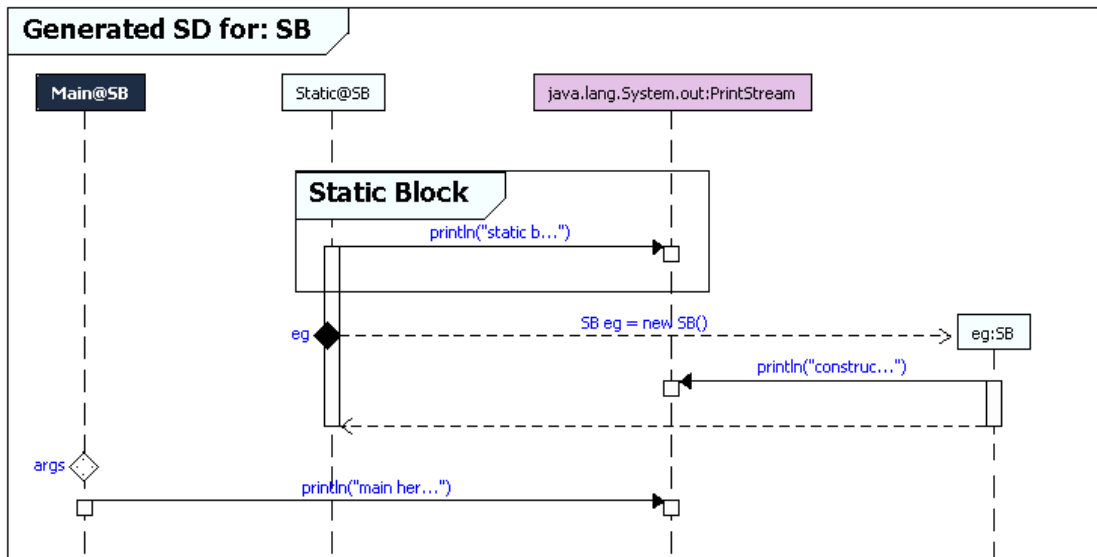 Generated SD for: SB
Main@SB
Static@SB
java.lang.System.out:PrintStream
Static Block
println("static b...")
eg
SB eg = new SB()
eg:SB
println("construc...")
args
println("main her...")